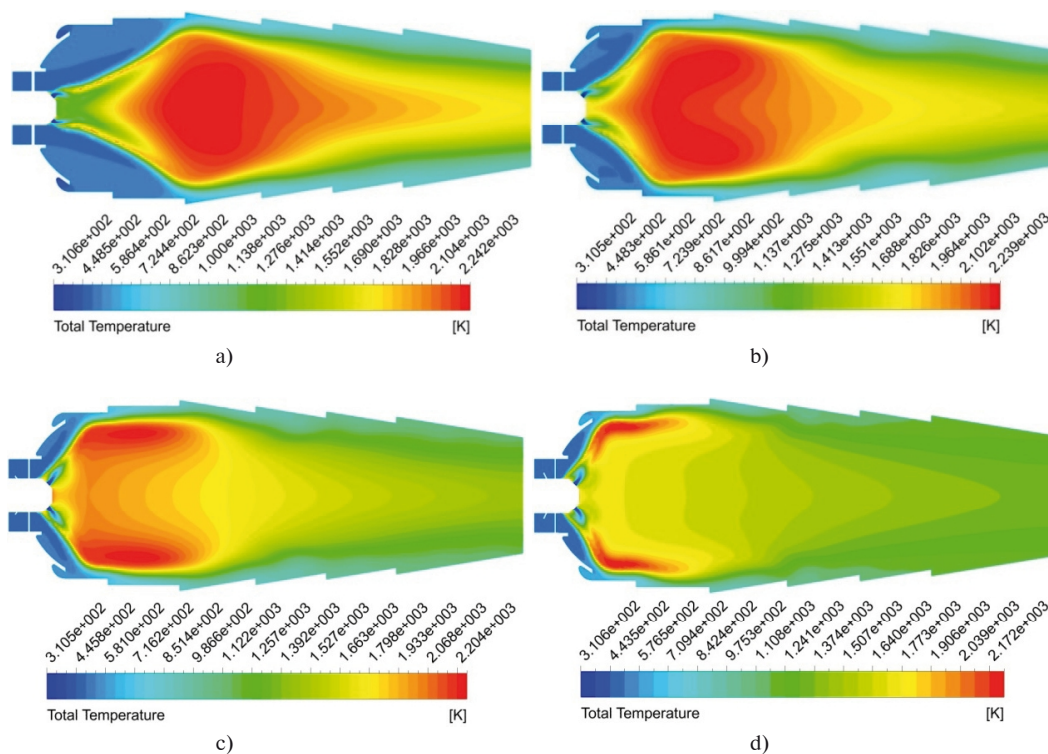 3.106e+002
4.485e+002
5.864e+002
7.244e+002
8.623e+002
1.000e+003
1.138e+003
1.276e+003
1.414e+003
1.552e+003
1.690e+003
1.828e+003
1.966e+003
2.104e+003
2.242e+003
Total Temperature [K]
a)
3.105e+002
4.483e+002
5.861e+002
7.239e+002
8.617e+002
9.994e+002
1.137e+003
1.275e+003
1.413e+003
1.551e+003
1.688e+003
1.826e+003
1.964e+003
2.102e+003
2.239e+003
Total Temperature [K]
b)
3.105e+002
4.458e+002
5.810e+002
7.162e+002
8.514e+002
9.866e+002
1.122e+003
1.257e+003
1.392e+003
1.527e+003
1.663e+003
1.798e+003
1.933e+003
2.068e+003
2.204e+003
Total Temperature [K]
c)
3.106e+002
4.435e+002
5.765e+002
7.094e+002
8.424e+002
9.753e+002
1.108e+003
1.241e+003
1.374e+003
1.507e+003
1.640e+003
1.773e+003
1.906e+003
2.039e+003
2.172e+003
Total Temperature [K]
d)